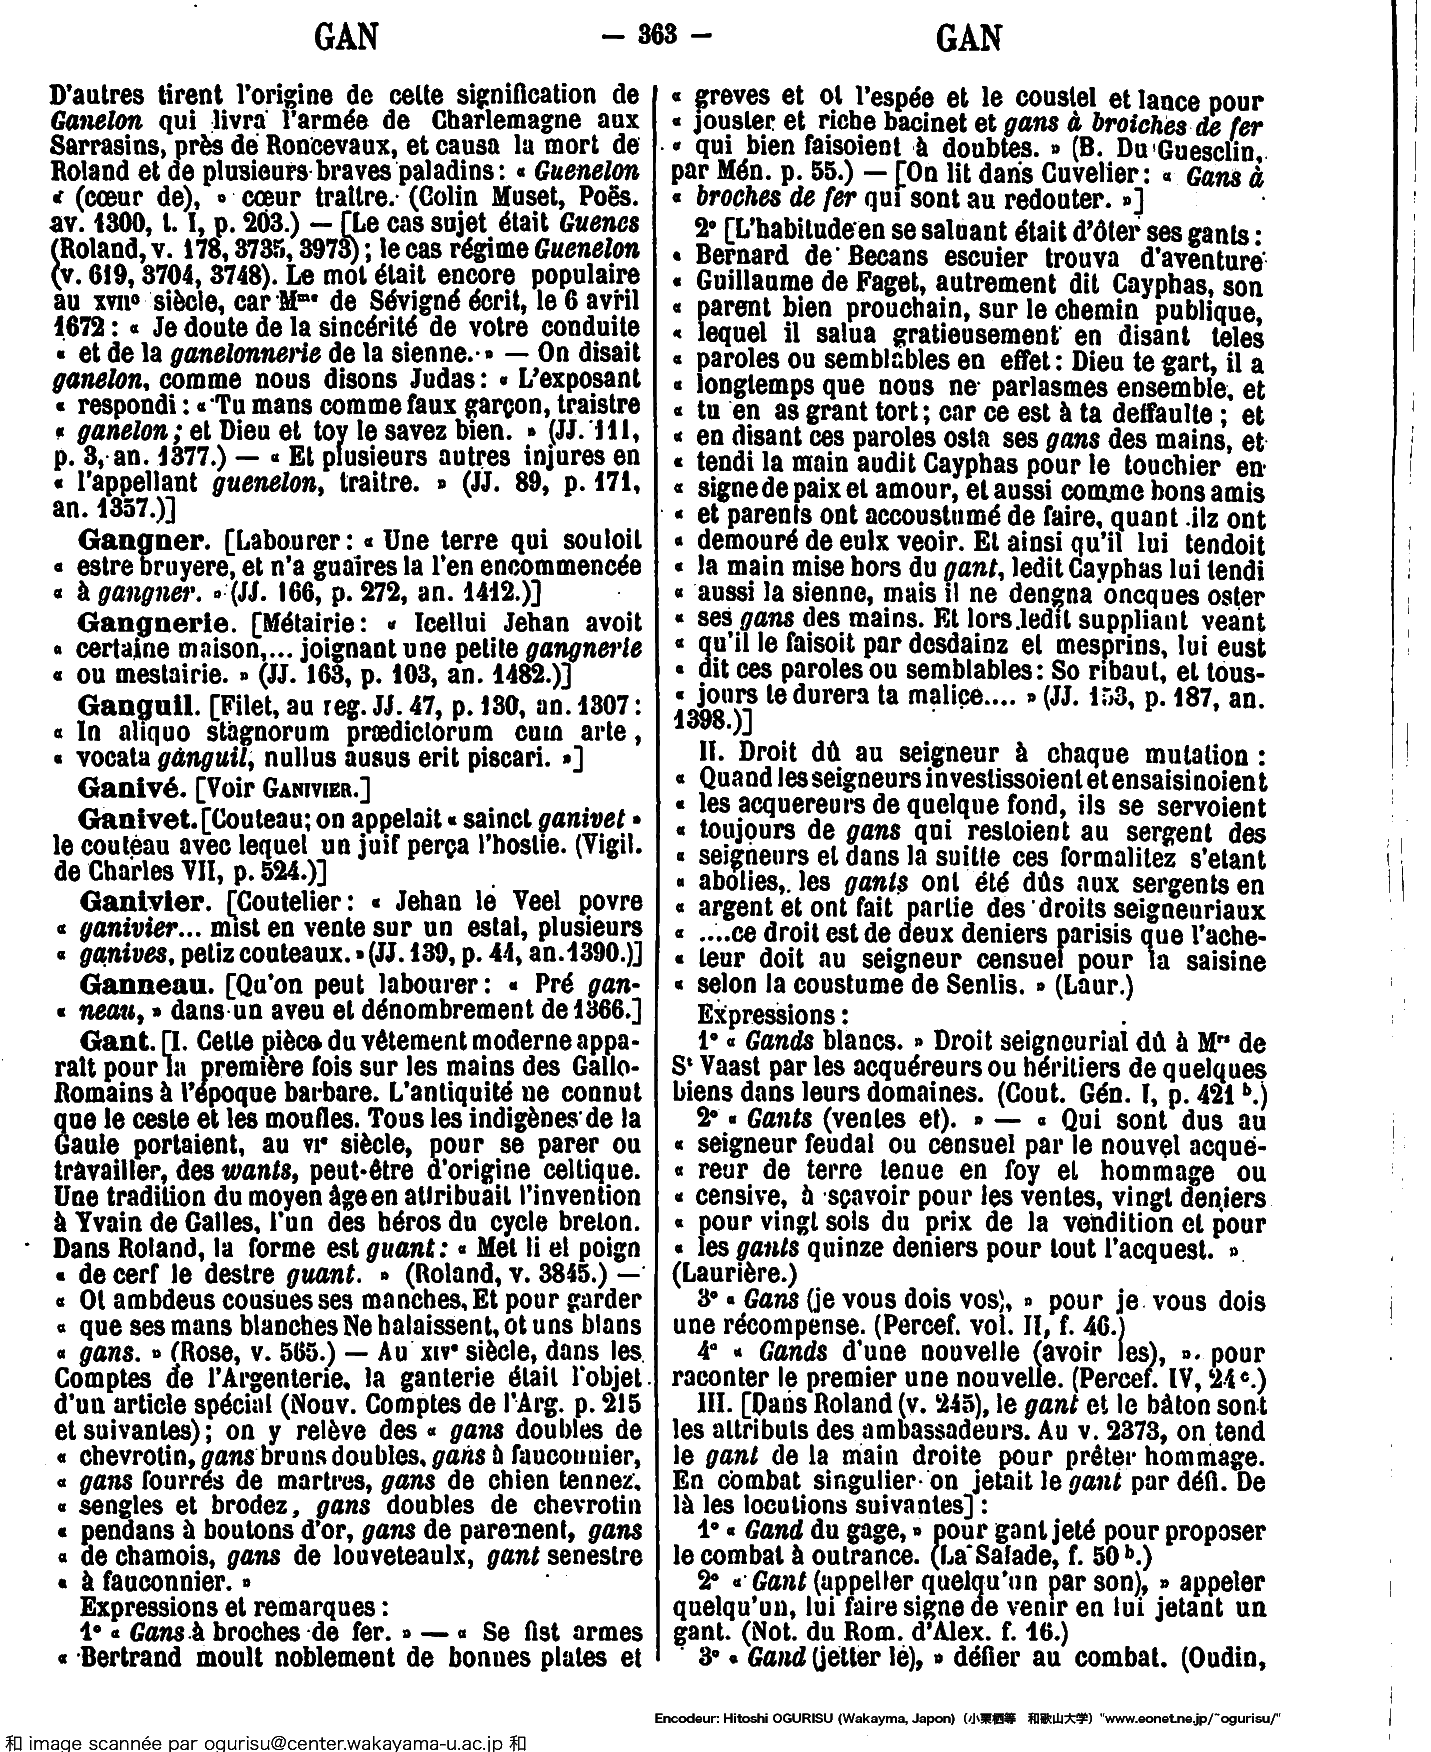 GAN — 363 — GAN
D'autres tirent l'origine de cette signification de
Ganelon qui livra l'armée de Charlemagne aux
Sarrasins, près de Roncevaux, et causa la mort de
Roland et de plusieurs braves paladins : « Guenelon
« (cœur de), » cœur traître. (Colin Muset, Poës.
av. 1300, t. I, p. 203.) — [Le cas sujet était Guenes
(Roland, v. 178, 3735, 3973) ; le cas régime Guenelon
(v. 619, 3704, 3748). Le mot était encore populaire
au XVIIe siècle, car Mme de Sévigné écrit, le 6 avril
1672 : « Je doute de la sincérité de votre conduite
« et de la ganelonnerie de la sienne. » — On disait
ganelon, comme nous disons Judas : « L'exposant
« respondi : « Tu mans comme faux garçon, traistre
« ganelon ; et Dieu et toy le savez bien. » (JJ. 111,
p. 3, an. 1377.) — « Et plusieurs autres injures en
« l'appellant guenelon, traitre. » (JJ. 89, p. 171,
an. 1357.)]
Gangner. [Labourer : « Une terre qui souloit
« estre bruyere, et n'a guaires la l'en encommencée
« à gangner. » (JJ. 166, p. 272, an. 1412.)]
Gangnerie. [Métairie : « Icellui Jehan avoit
« certaine maison,... joignant une petite gangnerie
« ou mestairie. » (JJ. 163, p. 103, an. 1482.)]
Ganguil. [Filet, au reg. JJ. 47, p. 130, an. 1307 :
« In aliquo stagnorum prædictorum cum arte,
« vocata ganguil, nullus ausus erit piscari. »]
Ganivé. [Voir GANIVIER.]
Ganivet. [Couteau; on appelait « sainct ganivet »
le couteau avec lequel un juif perça l'hostie. (Vigil.
de Charles VII, p. 524.)]
Ganivier. [Coutelier : « Jehan le Veel povre
« ganivier... mist en vente sur un estal, plusieurs
« ganives, petiz couteaux. » (JJ. 139, p. 44, an. 1390.)]
Ganneau. [Qu'on peut labourer : « Pré gan-
« neau, » dans un aveu et dénombrement de 1366.]
Gant. [I. Cette pièce du vêtement moderne appa-
raît pour la première fois sur les mains des Gallo-
Romains à l'époque barbare. L'antiquité ne connut
que le ceste et les moufles. Tous les indigènes de la
Gaule portaient, au VIe siècle, pour se parer ou
travailler, des wants, peut-être d'origine celtique.
Une tradition du moyen âge en attribuait l'invention
à Yvain de Galles, l'un des héros du cycle breton.
Dans Roland, la forme est guant : « Met li el poign
« de cerf le destre guant. » (Roland, v. 3845.) —
« Ot ambdeus cousues ses manches, Et pour garder
« que ses mans blanches Ne halaissent, ot uns blans
« gans. » (Rose, v. 565.) — Au XIVe siècle, dans les
Comptes de l'Argenterie, la ganterie était l'objet
d'un article spécial (Nouv. Comptes de l'Arg. p. 215
et suivantes) ; on y relève des « gans doubles de
« chevrotin, gans bruns doubles, gans à fauconnier,
« gans fourrés de martres, gans de chien tennez,
« sengles et brodez, gans doubles de chevrotin
« pendans à boutons d'or, gans de parement, gans
« de chamois, gans de louveteaulx, gant senestre
« à fauconnier. »
Expressions et remarques :
1° « Gans à broches de fer. » — « Se fist armes
« Bertrand moult noblement de bonnes plates et
« greves et ot l'espée et le coustel et lance pour
« jouster et riche bacinet et gans à broiches de fer
« qui bien faisoient à doubtes. » (B. Du Guesclin,
par Mén. p. 55.) — [On lit dans Cuvelier : « Gans à
« broches de fer qui sont au redouter. »]
2° [L'habitude en se saluant était d'ôter ses gants :
« Bernard de Becans escuier trouva d'aventure
« Guillaume de Faget, autrement dit Cayphas, son
« parent bien prouchain, sur le chemin publique,
« lequel il salua gratieusement en disant teles
« paroles ou semblables en effet : Dieu te gart, il a
« longtemps que nous ne parlasmes ensemble, et
« tu en as grant tort ; car ce est à ta deffaulte ; et
« en disant ces paroles osta ses gans des mains, et
« tendi la main audit Cayphas pour le touchier en
« signe de paix et amour, et aussi comme bons amis
« et parents ont accoustumé de faire, quant ilz ont
« demouré de eulx veoir. Et ainsi qu'il lui tendoit
« la main mise hors du gant, ledit Cayphas lui tendi
« aussi la sienne, mais il ne dengna oncques oster
« ses gans des mains. Et lors ledit suppliant veant
« qu'il le faisoit par desdainz et mesprins, lui eust
« dit ces paroles ou semblables : So ribaut, et tous-
« jours te durera ta malice.... » (JJ. 153, p. 187, an.
1398.)]
II. Droit dû au seigneur à chaque mutation :
« Quand les seigneurs investissoient et ensaisinoient
« les acquereurs de quelque fond, ils se servoient
« toujours de gans qui restoient au sergent des
« seigneurs et dans la suitte ces formalitez s'etant
« abolies, les gants ont été dûs aux sergents en
« argent et ont fait partie des droits seigneuriaux
« ....ce droit est de deux deniers parisis que l'ache-
« teur doit au seigneur censuel pour la saisine
« selon la coustume de Senlis. » (Laur.)
Expressions :
1° « Gands blancs. » Droit seigneurial dû à Mrs de
St Vaast par les acquéreurs ou héritiers de quelques
biens dans leurs domaines. (Cout. Gén. I, p. 421 b.)
2° « Gants (ventes et). » — « Qui sont dus au
« seigneur feudal ou censuel par le nouvel acque-
« reur de terre tenue en foy et hommage ou
« censive, à sçavoir pour les ventes, vingt deniers
« pour vingt sols du prix de la vendition et pour
« les gants quinze deniers pour tout l'acquest. »
(Laurière.)
3° « Gans (je vous dois vos), » pour je vous dois
une récompense. (Percef. vol. II, f. 46.)
4° « Gands d'une nouvelle (avoir les), » pour
raconter le premier une nouvelle. (Percef. IV, 24 c.)
III. [Dans Roland (v. 245), le gant et le bâton sont
les attributs des ambassadeurs. Au v. 2373, on tend
le gant de la main droite pour prêter hommage.
En combat singulier on jetait le gant par défi. De
là les locutions suivantes] :
1° « Gand du gage, » pour gant jeté pour proposer
le combat à outrance. (La Salade, f. 50 b.)
2° « Gant (appeller quelqu'un par son), » appeler
quelqu'un, lui faire signe de venir en lui jetant un
gant. (Not. du Rom. d'Alex. f. 16.)
3° « Gand (jetter le), » défier au combat. (Oudin,
Encodeur: Hitoshi OGURISU (Wakayma, Japon) (小栗栖等 和歌山大学) "www.eonet.ne.jp/~ogurisu/"
和 image scannée par ogurisu@center.wakayama-u.ac.jp 和